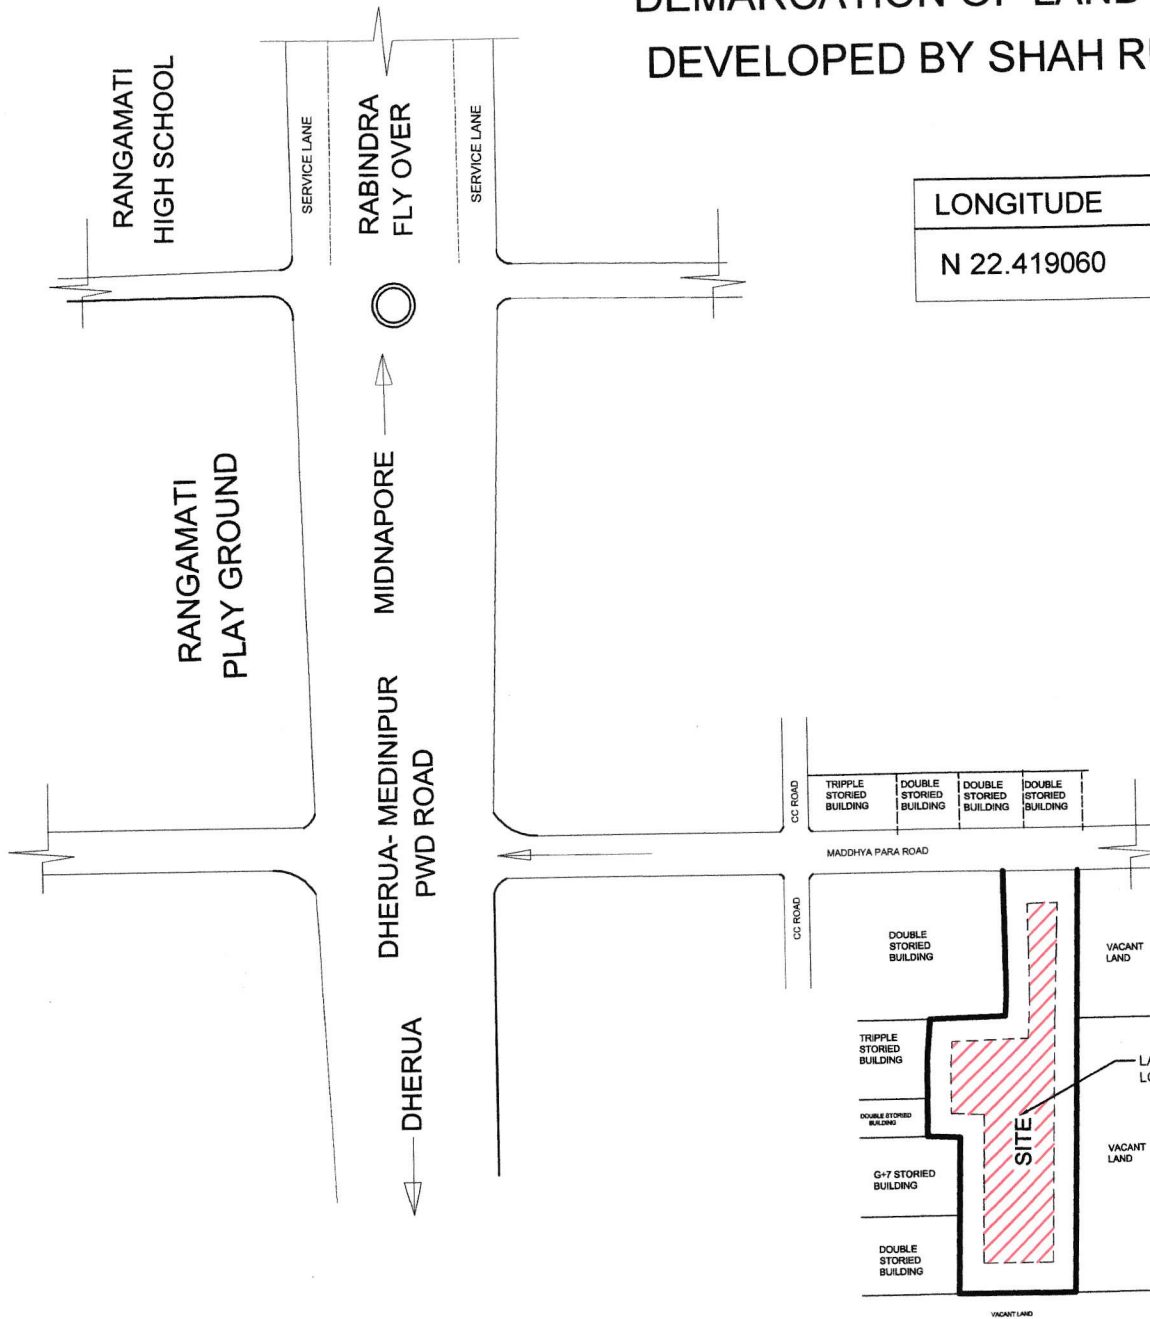 DEVELOPED BY SHAH
LONGITUDE
N 22.419060
RANGAMATI
HIGH SCHOOL
SERVICE LANE
RABINDRA
FLY OVER
SERVICE LANE
RANGAMATI
PLAY GROUND
MIDNAPORE
DHERUA- MEDINIPUR
PWD ROAD
DHERUA
CC ROAD
TRIPPLE
STORIED
BUILDING
DOUBLE
STORIED
BUILDING
DOUBLE
STORIED
BUILDING
DOUBLE
STORIED
BUILDING
MADDHYA PARA ROAD
CC ROAD
DOUBLE
STORIED
BUILDING
VACANT
LAND
TRIPPLE
STORIED
BUILDING
DOUBLE STORIED
BUILDING
SITE
G+7 STORIED
BUILDING
VACANT
LAND
DOUBLE
STORIED
BUILDING
VACANT LAND